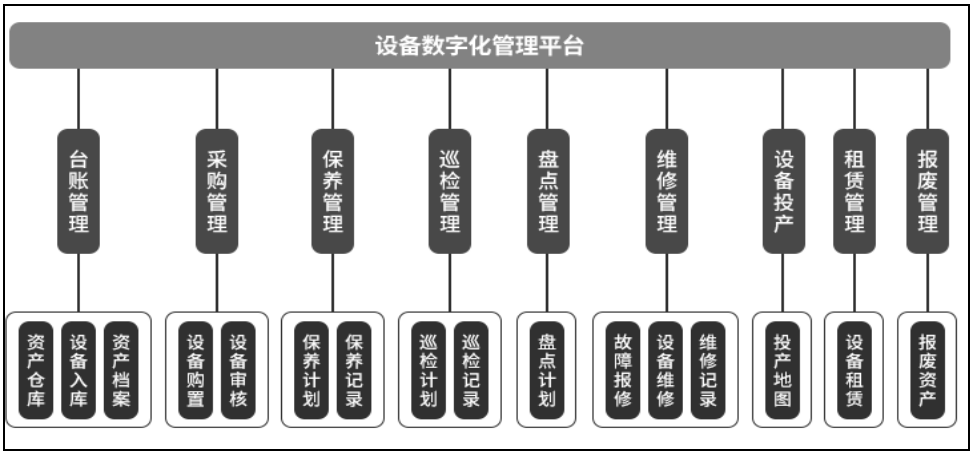 设备数字化管理平台
台账管理
采购管理
保养管理
巡检管理
盘点管理
维修管理
设备投产
租赁管理
报废管理
资产仓库
设备入库
资产档案
设备购置
设备审核
保养计划
保养记录
巡检计划
巡检记录
盘点计划
故障报修
设备维修
维修记录
投产地图
设备租赁
报废资产